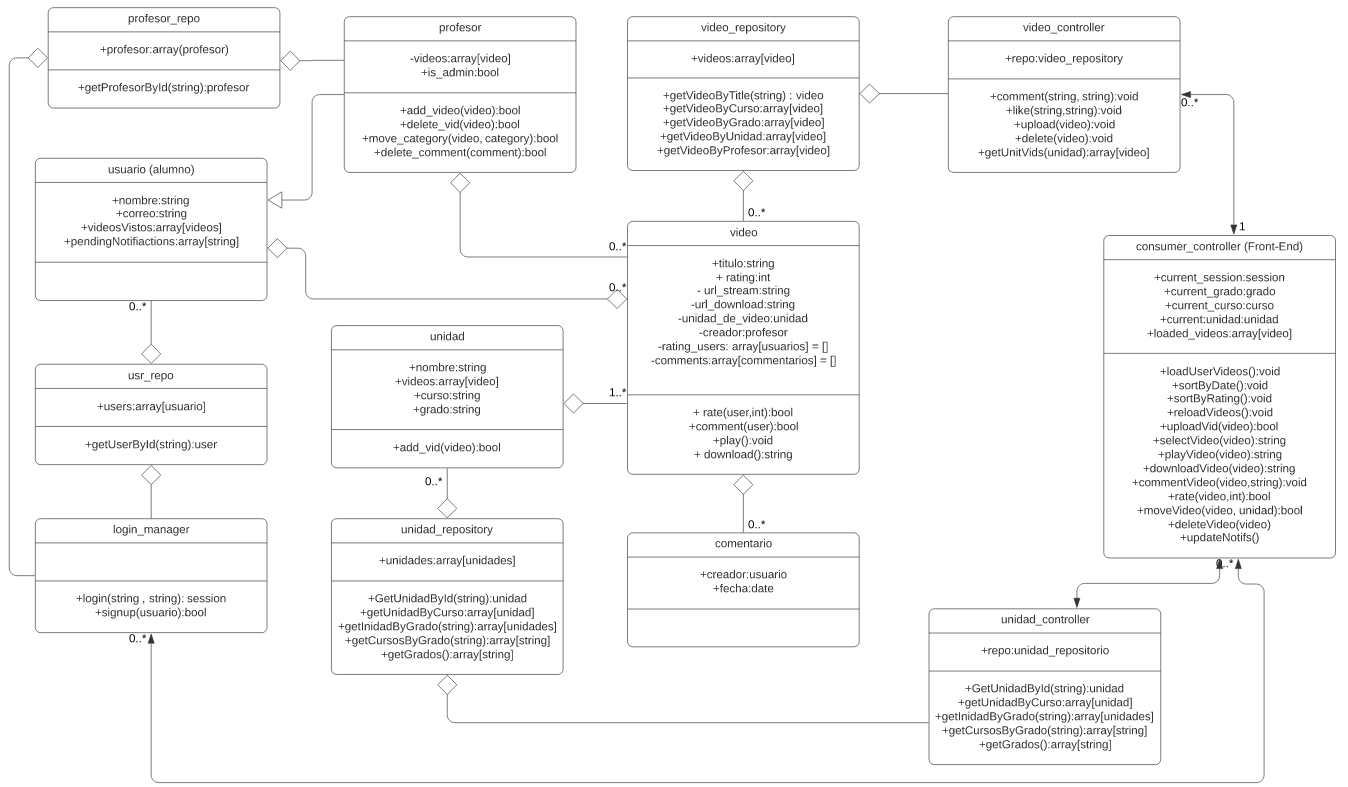 profesor_repo
+profesor:array(profesor)
+getProfesorById(string):profesor
profesor
-videos:array[video]
+is_admin:bool
+add_video(video):bool
+delete_vid(video):bool
+move_category(video, category):bool
+delete_comment(comment):bool
video_repository
+videos:array[video]
+getVideoByTitle(string) : video
+getVideoByCurso:array[video]
+getVideoByGrado:array[video]
+getVideoByUnidad:array[video]
+getVideoByProfesor:array[video]
video_controller
+repo:video_repository
+comment(string, string):void
+like(string,string):void
+upload(video):void
+delete(video):void
+getUnitVids(unidad):array[video]
0..*
1
usuario (alumno)
+nombre:string
+correo:string
+videosVistos:array[videos]
+pendingNotifiactions:array[string]
0..*
0..*
0..*
0..*
video
+titulo:string
+ rating:int
- url_stream:string
-url_download:string
-unidad_de_video:unidad
-creador:profesor
-rating_users: array[usuarios] = []
-comments:array[commentarios] = []
+ rate(user,int):bool
+comment(user):bool
+play():void
+ download():string
consumer_controller (Front-End)
+current_session:session
+current_grado:grado
+current_curso:curso
+current:unidad:unidad
+loaded_videos:array[video]
+loadUserVideos():void
+sortByDate():void
+sortByRating():void
+reloadVideos():void
+uploadVid(video):bool
+selectVideo(video):string
+playVideo(video):string
+downloadVideo(video):string
+commentVideo(video,string):void
+rate(video,int):bool
+moveVideo(video, unidad):bool
+deleteVideo(video)
+updateNotifs()
unidad
+nombre:string
+videos:array[video]
+curso:string
+grado:string
+add_vid(video):bool
1..*
0..*
usr_repo
+users:array[usuario]
+getUserById(string):user
login_manager
+login(string , string): session
+signup(usuario):bool
0..*
unidad_repository
+unidades:array[unidades]
+GetUnidadById(string):unidad
+getUnidadByCurso:array[unidad]
+getInidadByGrado(string):array[unidades]
+getCursosByGrado(string):array[string]
+getGrados():array[string]
0..*
comentario
+creador:usuario
+fecha:date
unidad_controller
+repo:unidad_repositorio
+GetUnidadById(string):unidad
+getUnidadByCurso:array[unidad]
+getInidadByGrado(string):array[unidades]
+getCursosByGrado(string):array[string]
+getGrados():array[string]